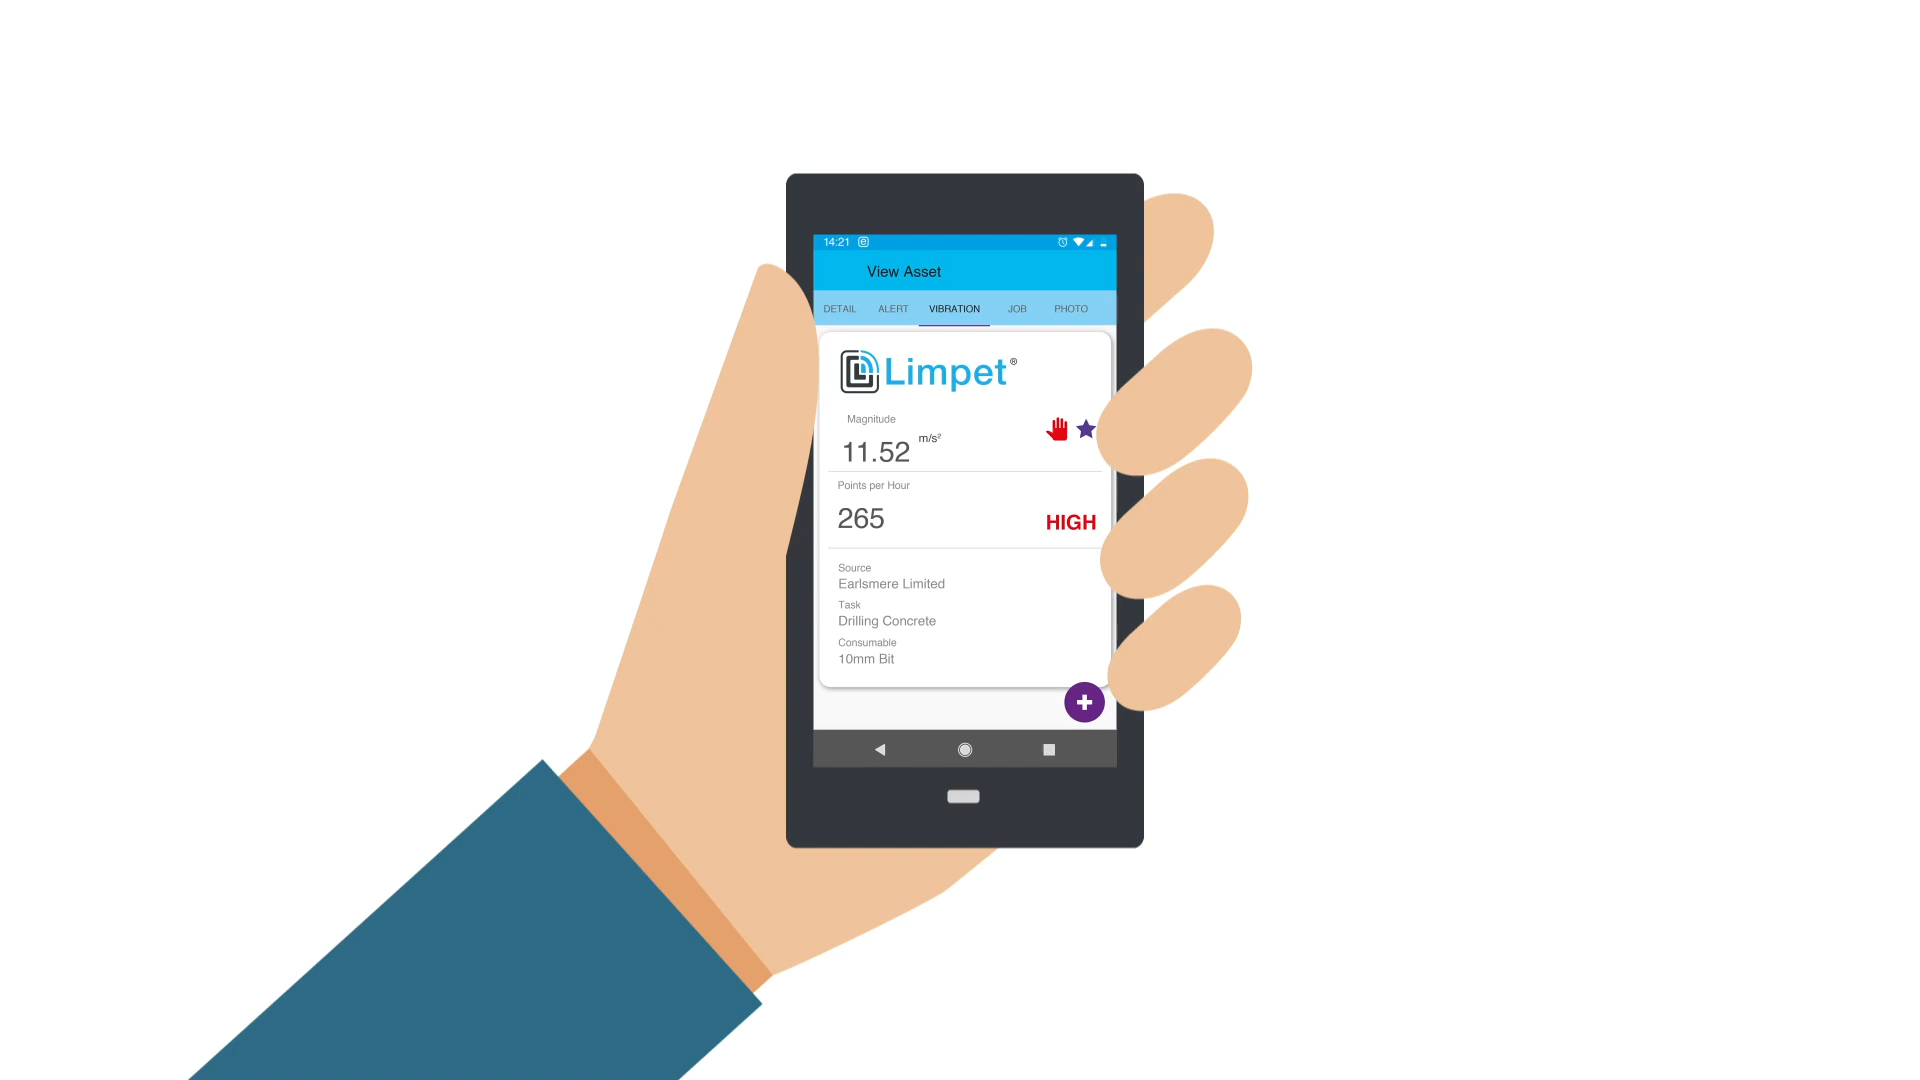 14:21
View Asset
DETAIL ALERT VIBRATION JOB PHOTO
Limpet®
Magnitude
11.52 m/s²
Points per Hour
265 HIGH
Source
Earlsmere Limited
Task
Drilling Concrete
Consumable
10mm Bit